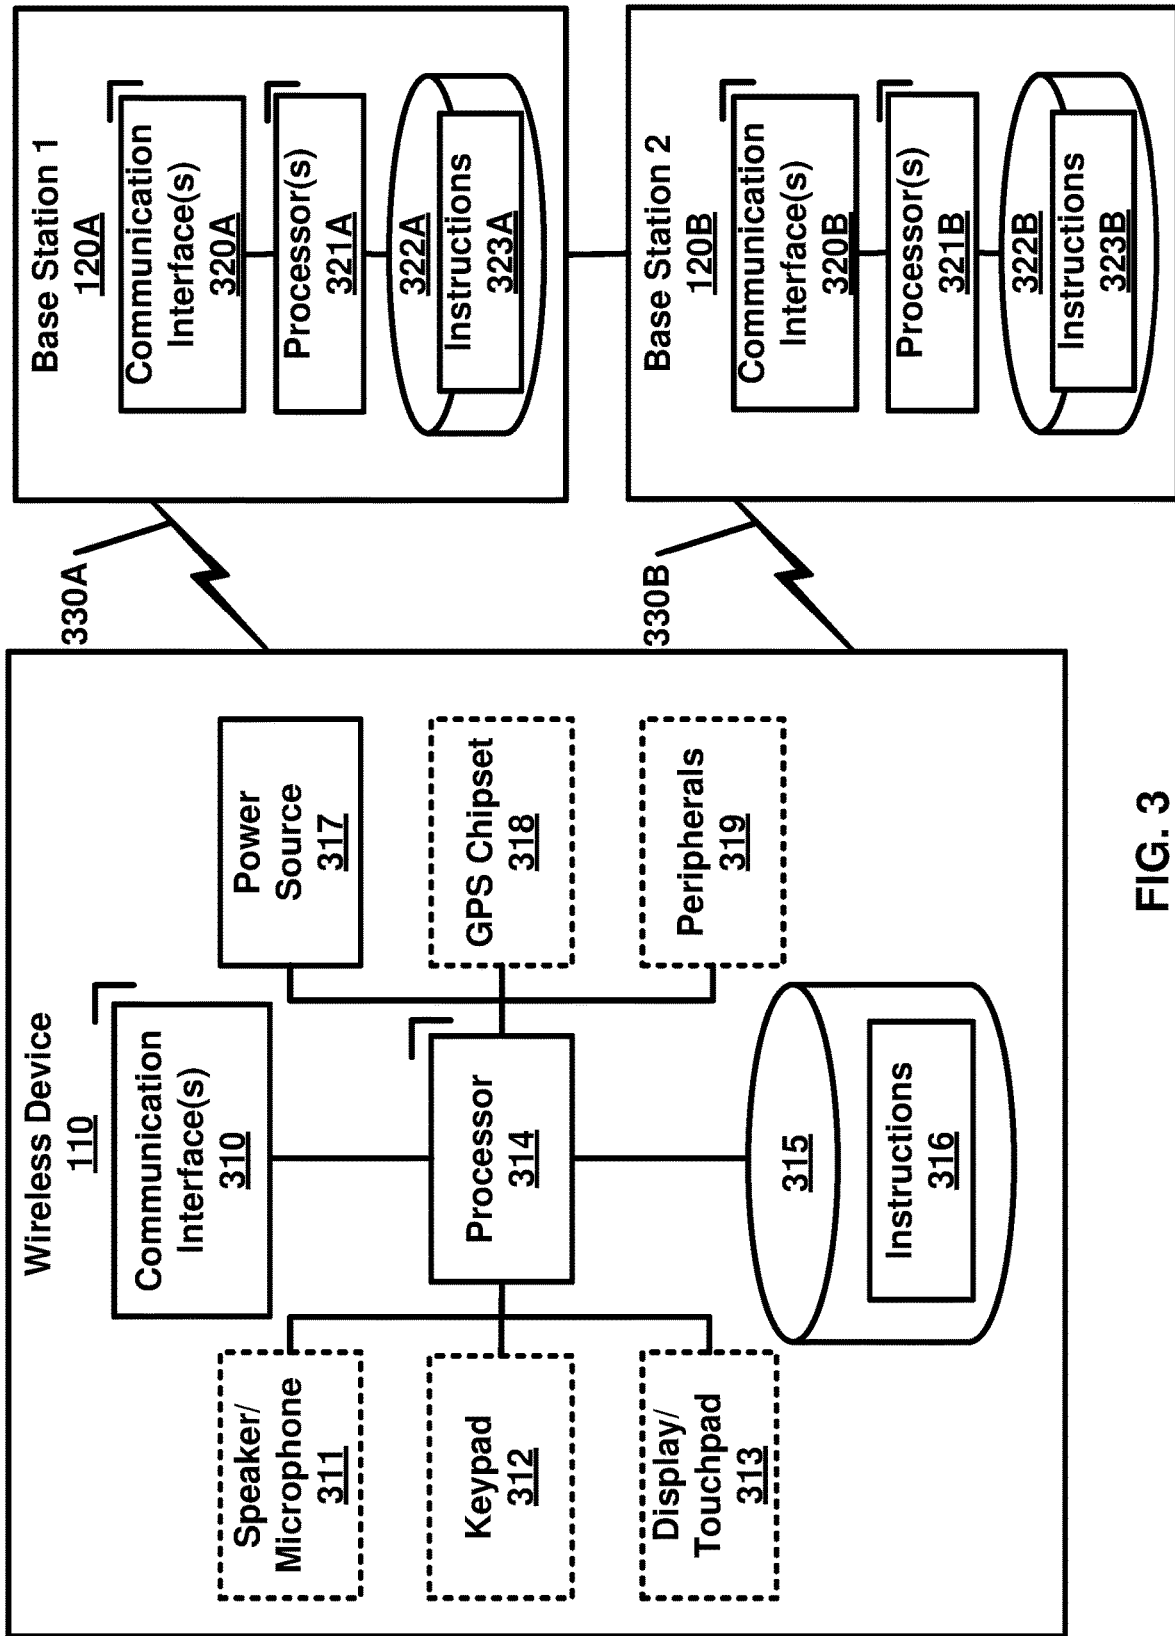 Wireless Device
110
Communication
Interface(s)
310
Speaker/
Microphone
311
Keypad
312
Display/
Touchpad
313
Processor
314
Power
Source
317
GPS Chipset
318
Peripherals
319
315
Instructions
316
330A
330B
Base Station 1
120A
Communication
Interface(s)
320A
Processor(s)
321A
322A
Instructions
323A
Base Station 2
120B
Communication
Interface(s)
320B
Processor(s)
321B
322B
Instructions
323B
FIG. 3